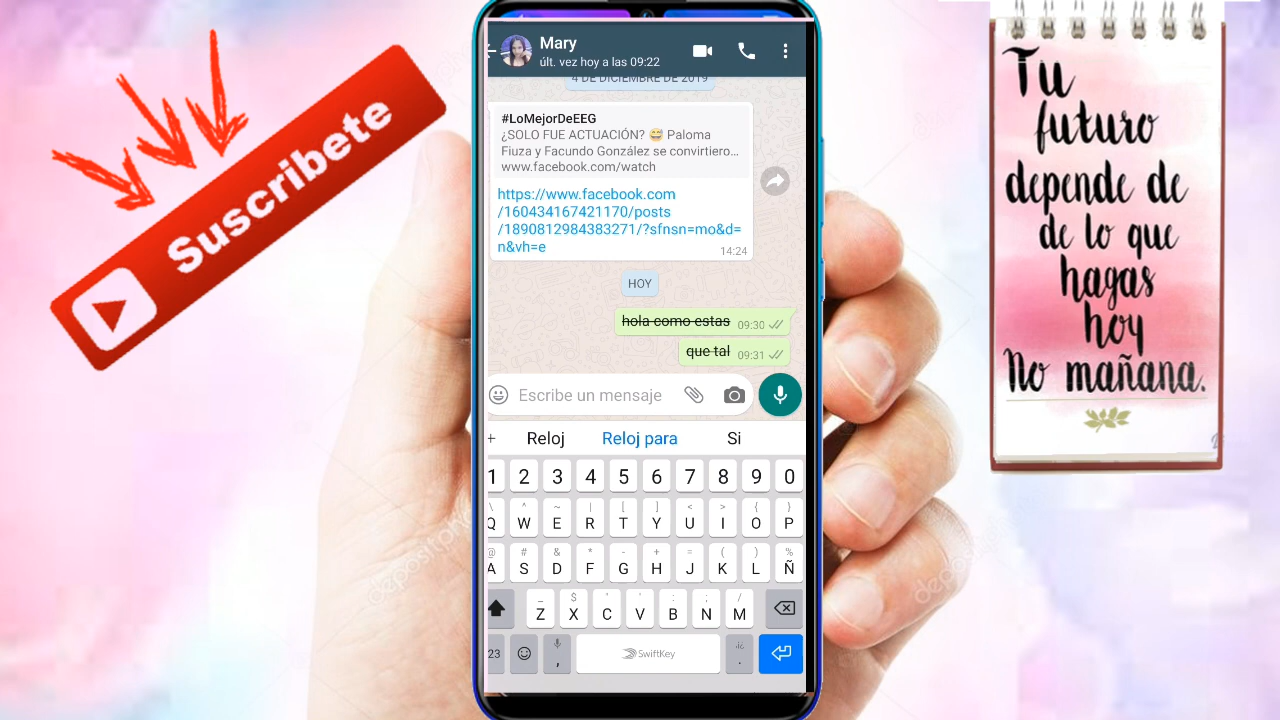 Suscribete
Mary
últ. vez hoy a las 09:22
4 DE DICIEMBRE DE 2019
#LoMejorDeEEG
¿SOLO FUE ACTUACIÓN? 😅 Paloma
Fiuza y Facundo González se convirtiero...
www.facebook.com/watch
https://www.facebook.com
/160434167421170/posts
/1890812984383271/?sfnsn=mo&d=
n&vh=e
14:24
HOY
hola como estas 09:30
que tal 09:31
Escribe un mensaje
+ Reloj Reloj para Si
1 2 3 4 5 6 7 8 9 0
\ ^ ~ | [ ] < > { }
Q W E R T Y U I O P
@ # & * - + = ( ) %
A S D F G H J K L Ñ
Z X C V B N M
23 , SwiftKey .
Tu
futuro
depende de
de lo que
hagas
hoy
No mañana.